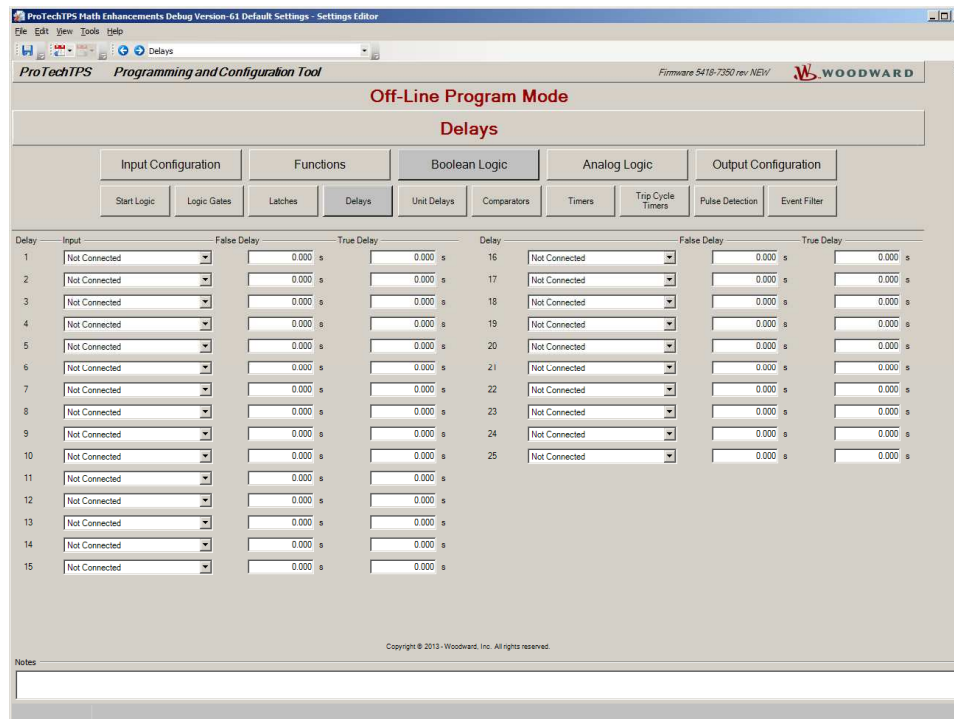 ProTechTPS Math Enhancements Debug Version-61 Default Settings - Settings Editor
File Edit View Tools Help
Delays
ProTechTPS Programming and Configuration Tool Firmware 5418-7350 rev NEW WOODWARD
Off-Line Program Mode
Delays
Input Configuration Functions Boolean Logic Analog Logic Output Configuration
Start Logic Logic Gates Latches Delays Unit Delays Comparators Timers Trip Cycle Timers Pulse Detection Event Filter
Delay Input False Delay True Delay Delay False Delay True Delay
1 Not Connected 0.000 s 0.000 s 16 Not Connected 0.000 s 0.000 s
2 Not Connected 0.000 s 0.000 s 17 Not Connected 0.000 s 0.000 s
3 Not Connected 0.000 s 0.000 s 18 Not Connected 0.000 s 0.000 s
4 Not Connected 0.000 s 0.000 s 19 Not Connected 0.000 s 0.000 s
5 Not Connected 0.000 s 0.000 s 20 Not Connected 0.000 s 0.000 s
6 Not Connected 0.000 s 0.000 s 21 Not Connected 0.000 s 0.000 s
7 Not Connected 0.000 s 0.000 s 22 Not Connected 0.000 s 0.000 s
8 Not Connected 0.000 s 0.000 s 23 Not Connected 0.000 s 0.000 s
9 Not Connected 0.000 s 0.000 s 24 Not Connected 0.000 s 0.000 s
10 Not Connected 0.000 s 0.000 s 25 Not Connected 0.000 s 0.000 s
11 Not Connected 0.000 s 0.000 s
12 Not Connected 0.000 s 0.000 s
13 Not Connected 0.000 s 0.000 s
14 Not Connected 0.000 s 0.000 s
15 Not Connected 0.000 s 0.000 s
Copyright © 2013 - Woodward, Inc. All rights reserved.
Notes